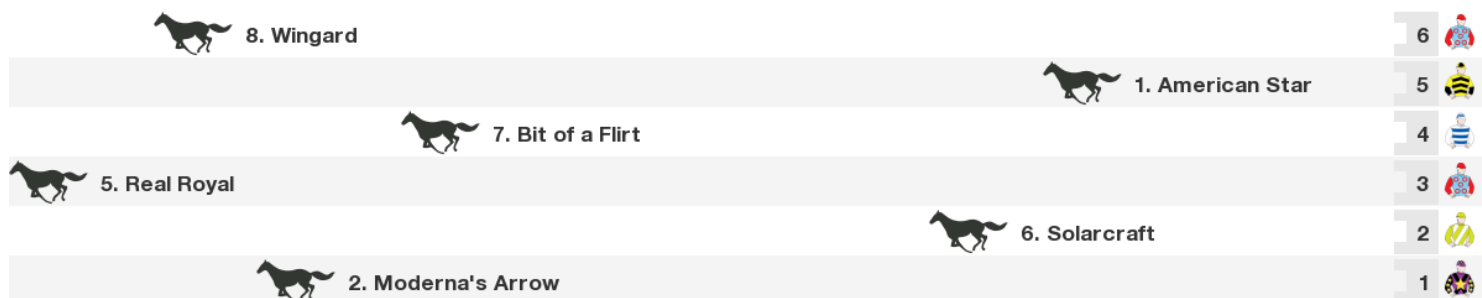 8. Wingard 6
1. American Star 5
7. Bit of a Flirt 4
5. Real Royal 3
6. Solarcraft 2
2. Moderna's Arrow 1